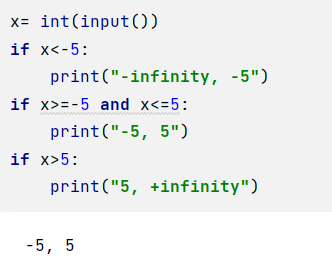 x= int(input())
if x<-5:
    print("-infinity, -5")
if x>=-5 and x<=5:
    print("-5, 5")
if x>5:
    print("5, +infinity")
-5, 5